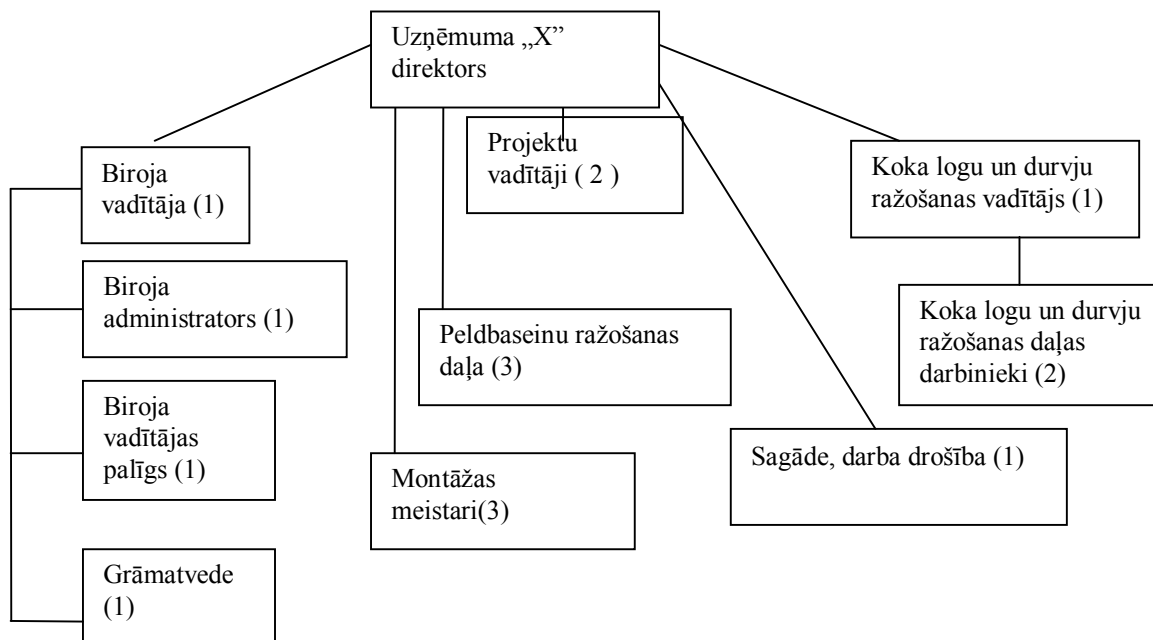 Uzņēmuma „X”
direktors
Biroja
vadītāja (1)
Projektu
vadītāji ( 2 )
Koka logu un durvju
ražošanas vadītājs (1)
Biroja
administrators (1)
Peldbaseinu ražošanas
daļa (3)
Koka logu un durvju
ražošanas daļas
darbinieki (2)
Biroja
vadītājas
palīgs (1)
Montāžas
meistari(3)
Sagāde, darba drošība (1)
Grāmatvede
(1)